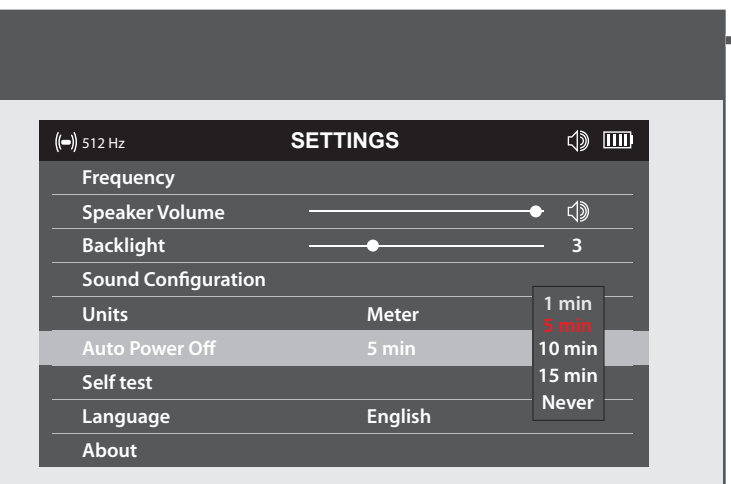 512 Hz SETTINGS
Frequency
Speaker Volume
Backlight 3
Sound Configuration
Units Meter
Auto Power Off 5 min
Self test
Language English
About
1 min
5 min
10 min
15 min
Never